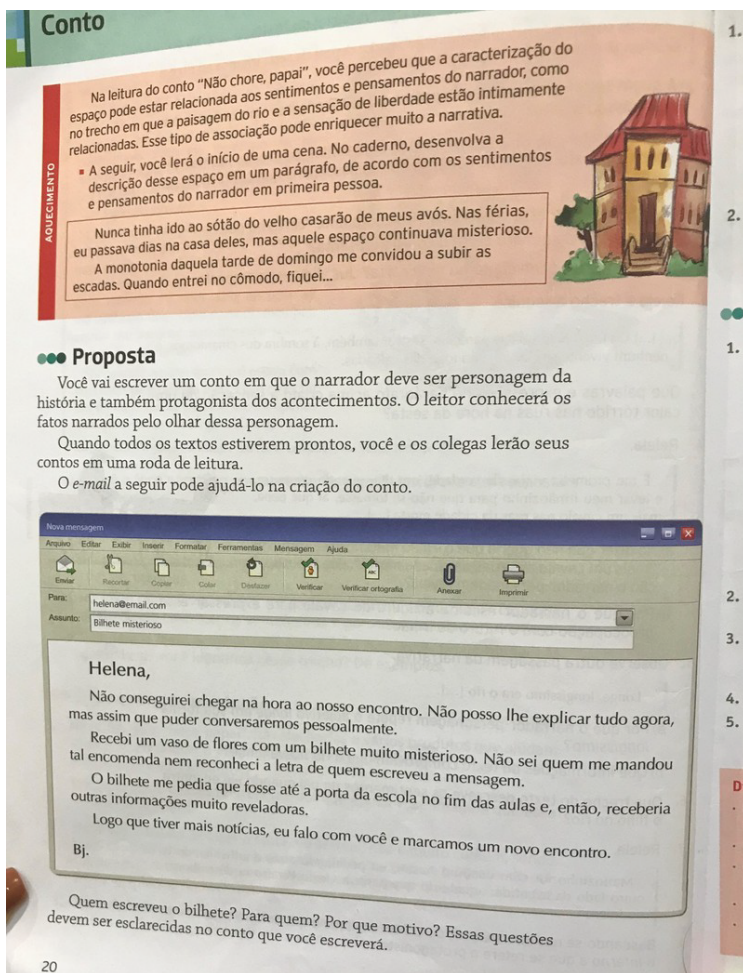 Conto
AQUECIMENTO
Na leitura do conto "Não chore, papai", você percebeu que a caracterização do
espaço pode estar relacionada aos sentimentos e pensamentos do narrador, como
no trecho em que a paisagem do rio e a sensação de liberdade estão intimamente
relacionadas. Esse tipo de associação pode enriquecer muito a narrativa.
A seguir, você lerá o início de uma cena. No caderno, desenvolva a
descrição desse espaço em um parágrafo, de acordo com os sentimentos
e pensamentos do narrador em primeira pessoa.
Nunca tinha ido ao sótão do velho casarão de meus avós. Nas férias,
eu passava dias na casa deles, mas aquele espaço continuava misterioso.
A monotonia daquela tarde de domingo me convidou a subir as
escadas. Quando entrei no cômodo, fiquei...
Proposta
Você vai escrever um conto em que o narrador deve ser personagem da
história e também protagonista dos acontecimentos. O leitor conhecerá os
fatos narrados pelo olhar dessa personagem.
Quando todos os textos estiverem prontos, você e os colegas lerão seus
contos em uma roda de leitura.
O e-mail a seguir pode ajudá-lo na criação do conto.
Nova mensagem
Arquivo Editar Exibir Inserir Formatar Ferramentas Mensagem Ajuda
Enviar Recortar Copiar Colar Desfazer Verificar Verificar ortografia Anexar Imprimir
Para: helena@email.com
Assunto: Bilhete misterioso
Helena,
Não conseguirei chegar na hora ao nosso encontro. Não posso lhe explicar tudo agora,
mas assim que puder conversaremos pessoalmente.
Recebi um vaso de flores com um bilhete muito misterioso. Não sei quem me mandou
tal encomenda nem reconheci a letra de quem escreveu a mensagem.
O bilhete me pedia que fosse até a porta da escola no fim das aulas e, então, receberia
outras informações muito reveladoras.
Logo que tiver mais notícias, eu falo com você e marcamos um novo encontro.
Bj.
Quem escreveu o bilhete? Para quem? Por que motivo? Essas questões
devem ser esclarecidas no conto que você escreverá.
20
1.
2.
1.
2.
3.
4.
5.
D